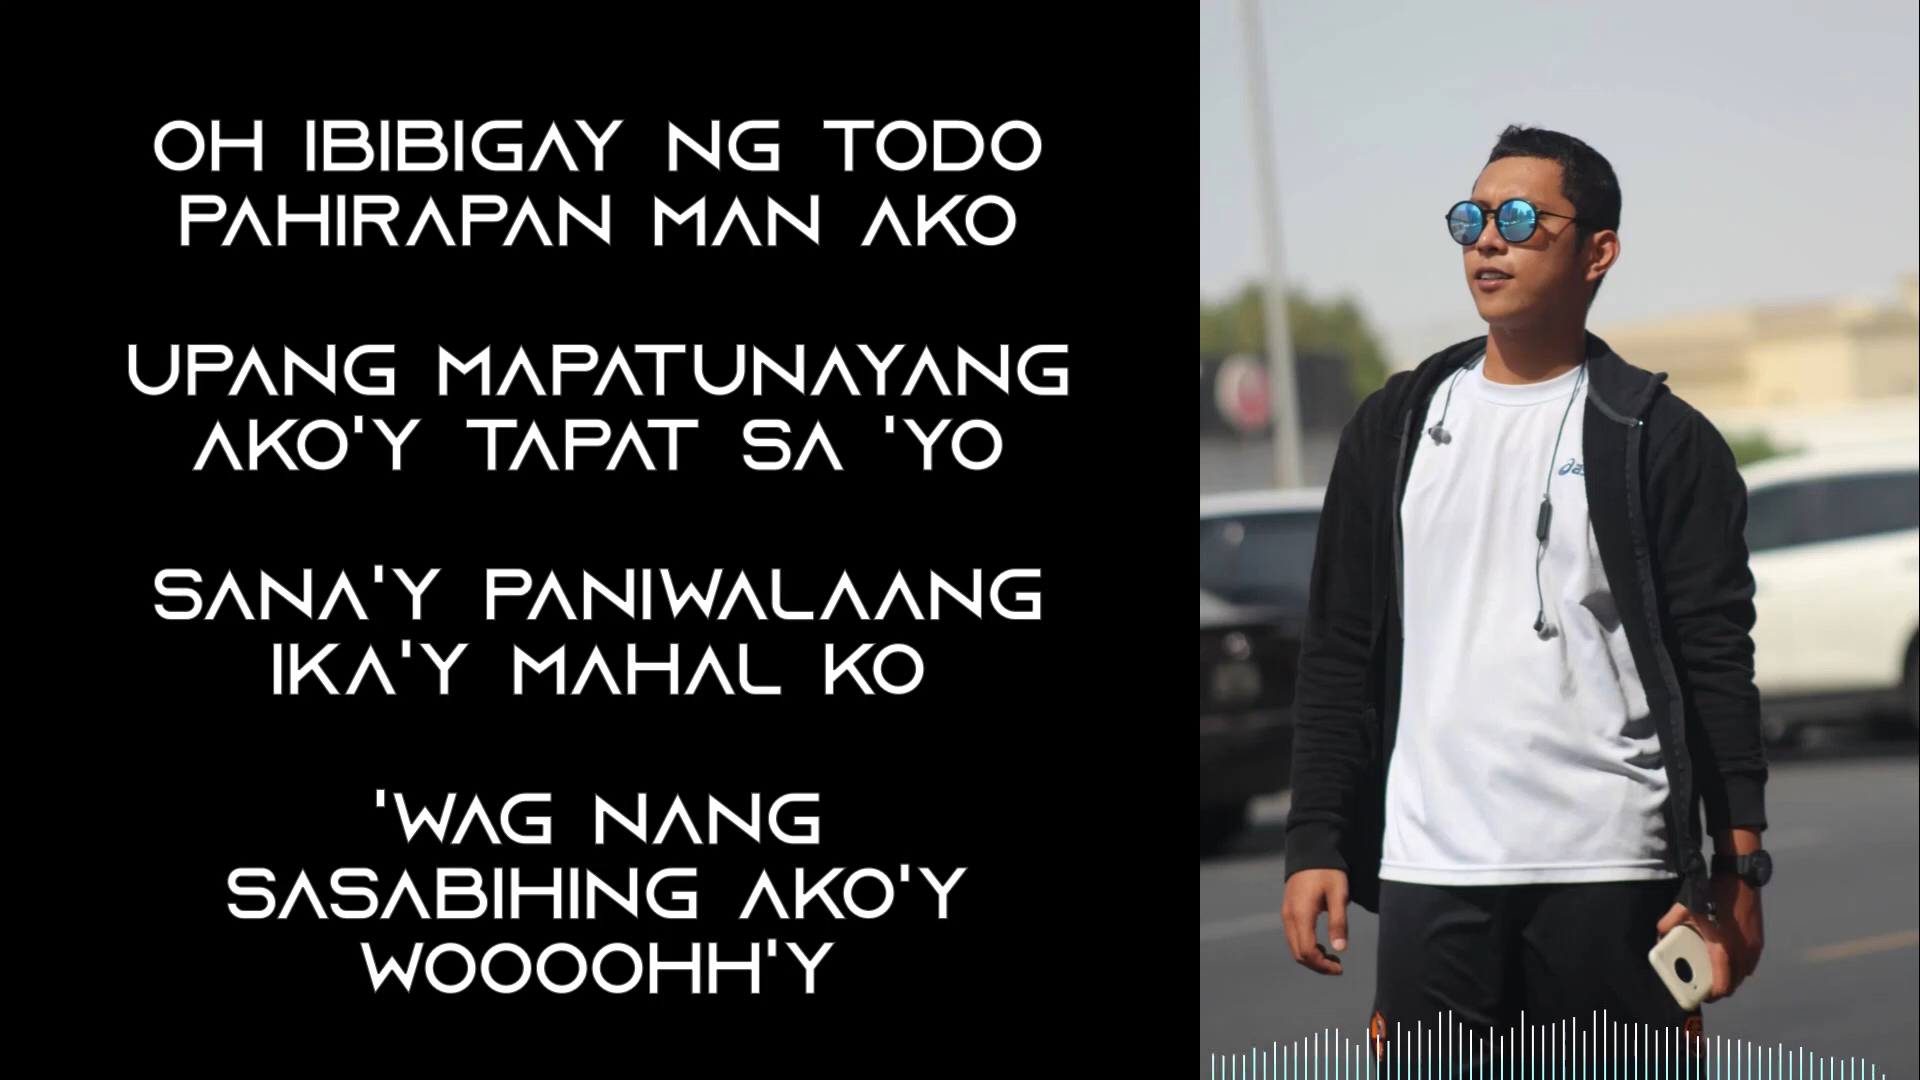 OH IBIBIGAY NG TODO
PAHIRAPAN MAN AKO
UPANG MAPATUNAYANG
AKO'Y TAPAT SA 'YO
SANA'Y PANIWALAANG
IKA'Y MAHAL KO
'WAG NANG
SASABIHING AKO'Y
WOOOOHH'Y